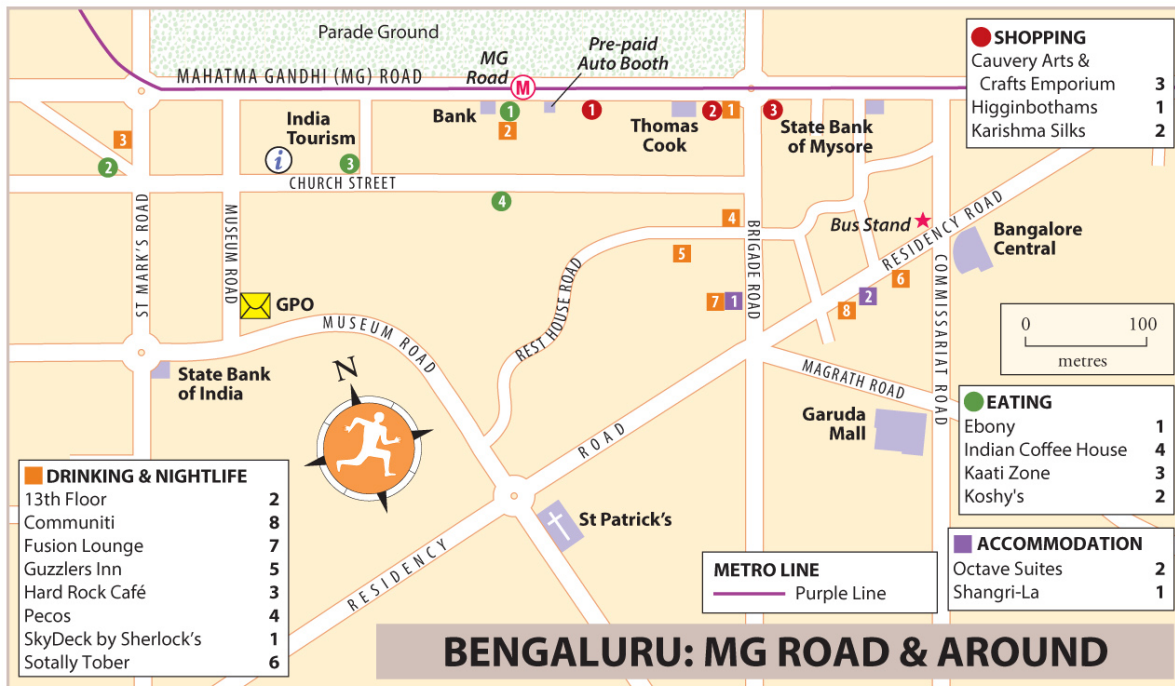 Parade Ground
MG
Road
Pre-paid
Auto Booth
MAHATMA GANDHI (MG) ROAD
M
SHOPPING
Cauvery Arts &
Crafts Emporium 3
Higginbothams 1
Karishma Silks 2
Bank
1
2
1
Thomas
Cook
2
1
3
State Bank
of Mysore
India
Tourism
i
3
3
2
CHURCH STREET
4
ST MARK'S ROAD
MUSEUM ROAD
4
5
BRIGADE ROAD
Bus Stand
RESIDENCY ROAD
Bangalore
Central
COMMISSARIAT ROAD
6
2
8
7
1
GPO
MUSEUM ROAD
REST HOUSE ROAD
0 100
metres
State Bank
of India
N
MAGRATH ROAD
Garuda
Mall
EATING
Ebony 1
Indian Coffee House 4
Kaati Zone 3
Koshy's 2
RESIDENCY ROAD
St Patrick's
DRINKING & NIGHTLIFE
13th Floor 2
Communiti 8
Fusion Lounge 7
Guzzlers Inn 5
Hard Rock Café 3
Pecos 4
SkyDeck by Sherlock's 1
Sotally Tober 6
METRO LINE
Purple Line
ACCOMMODATION
Octave Suites 2
Shangri-La 1
BENGALURU: MG ROAD & AROUND